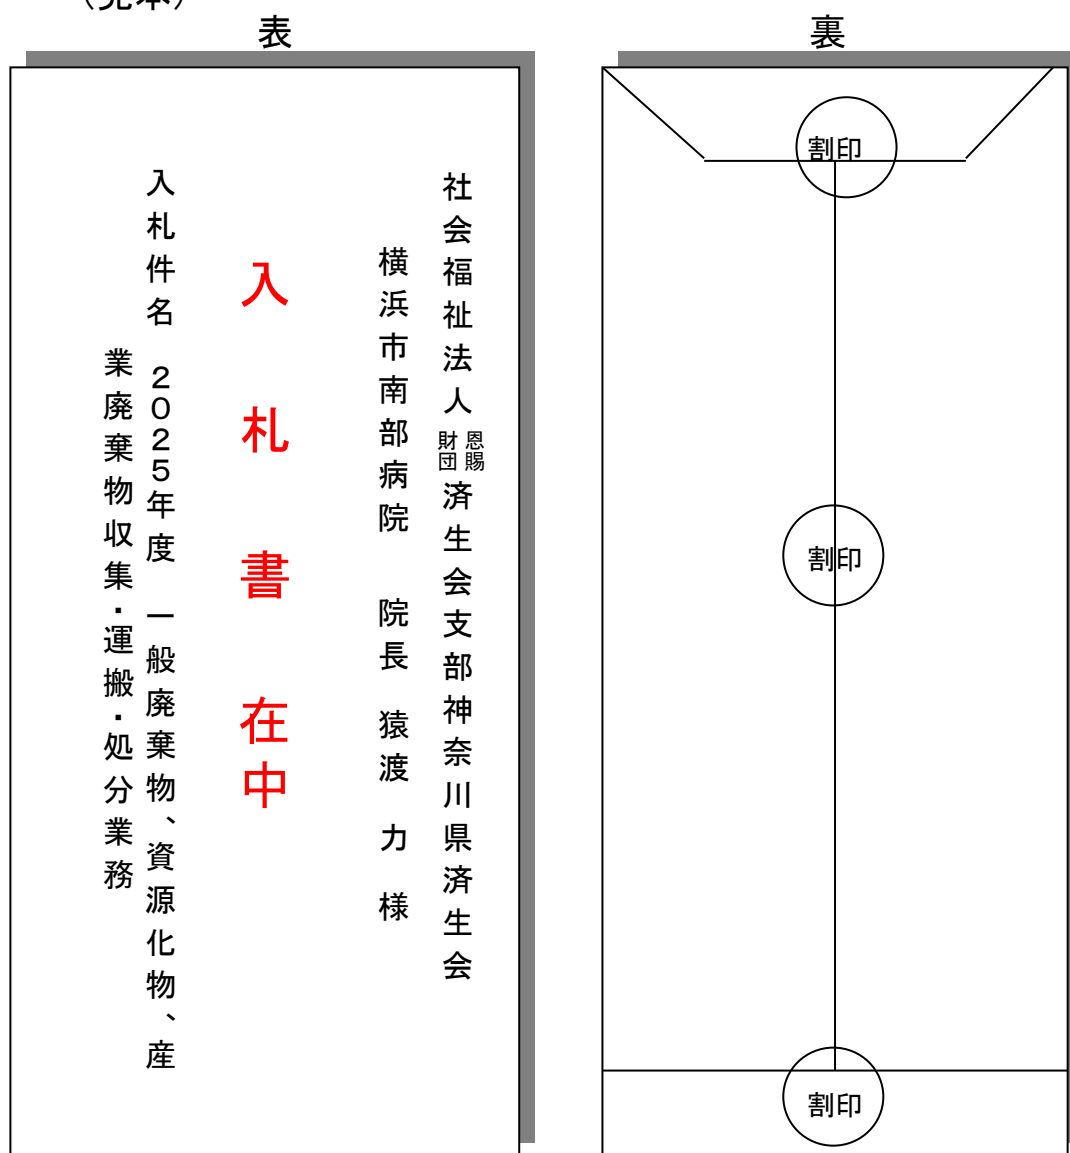 （見本）
表
社会福祉法人 恩賜財団 済生会支部神奈川県済生会
横浜市南部病院　院長　猿渡　力　様
入札書在中
入札件名　２０２５年度　一般廃棄物、資源化物、産
業廃棄物収集・運搬・処分業務
裏
割印
割印
割印